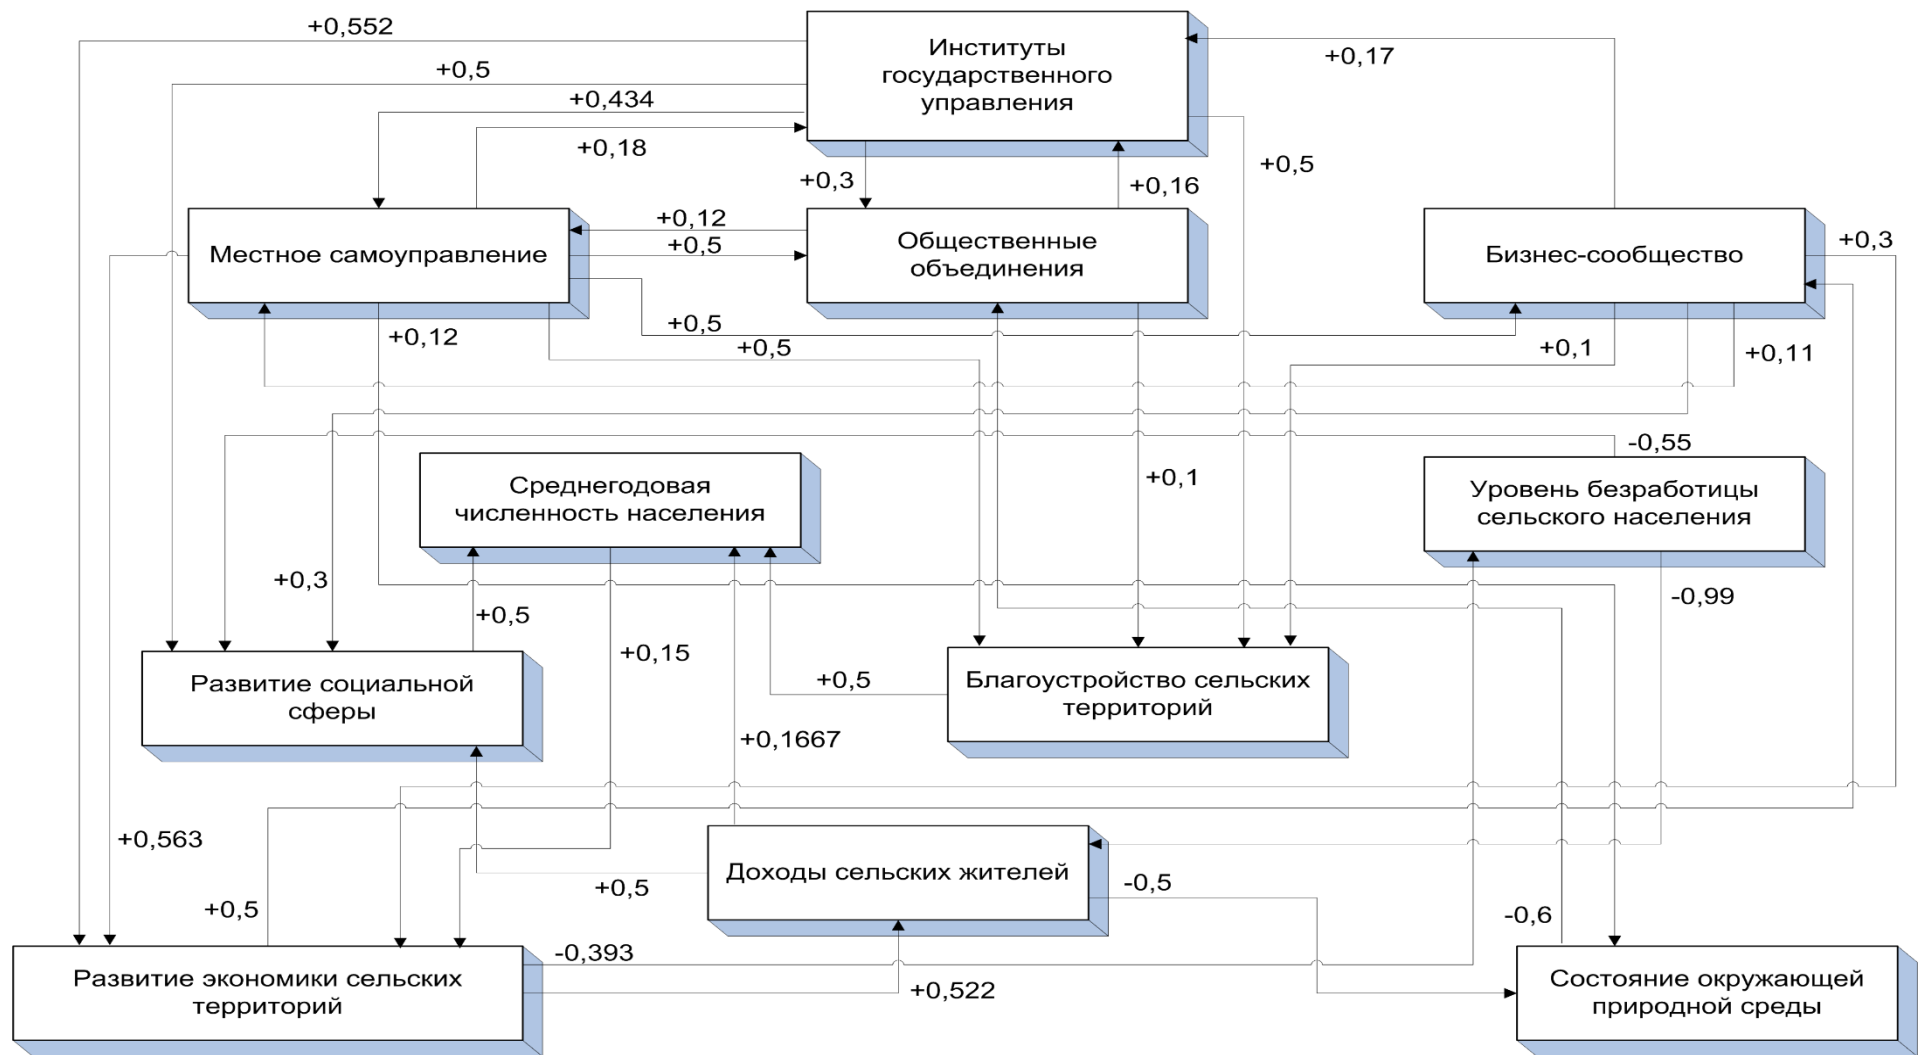 +0,552
Институты
государственного
управления
+0,17
+0,5
+0,434
+0,18
+0,3
+0,16
+0,5
Местное самоуправление
+0,12
+0,5
Общественные
объединения
Бизнес-сообщество
+0,3
+0,12
+0,5
+0,5
+0,1
+0,11
-0,55
Среднегодовая
численность населения
+0,1
Уровень безработицы
сельского населения
+0,3
+0,5
-0,99
+0,15
Развитие социальной
сферы
+0,5
Благоустройство сельских
территорий
+0,1667
+0,563
Доходы сельских жителей
+0,5
+0,5
-0,5
-0,6
-0,393
+0,522
Развитие экономики сельских
территорий
Состояние окружающей
природной среды